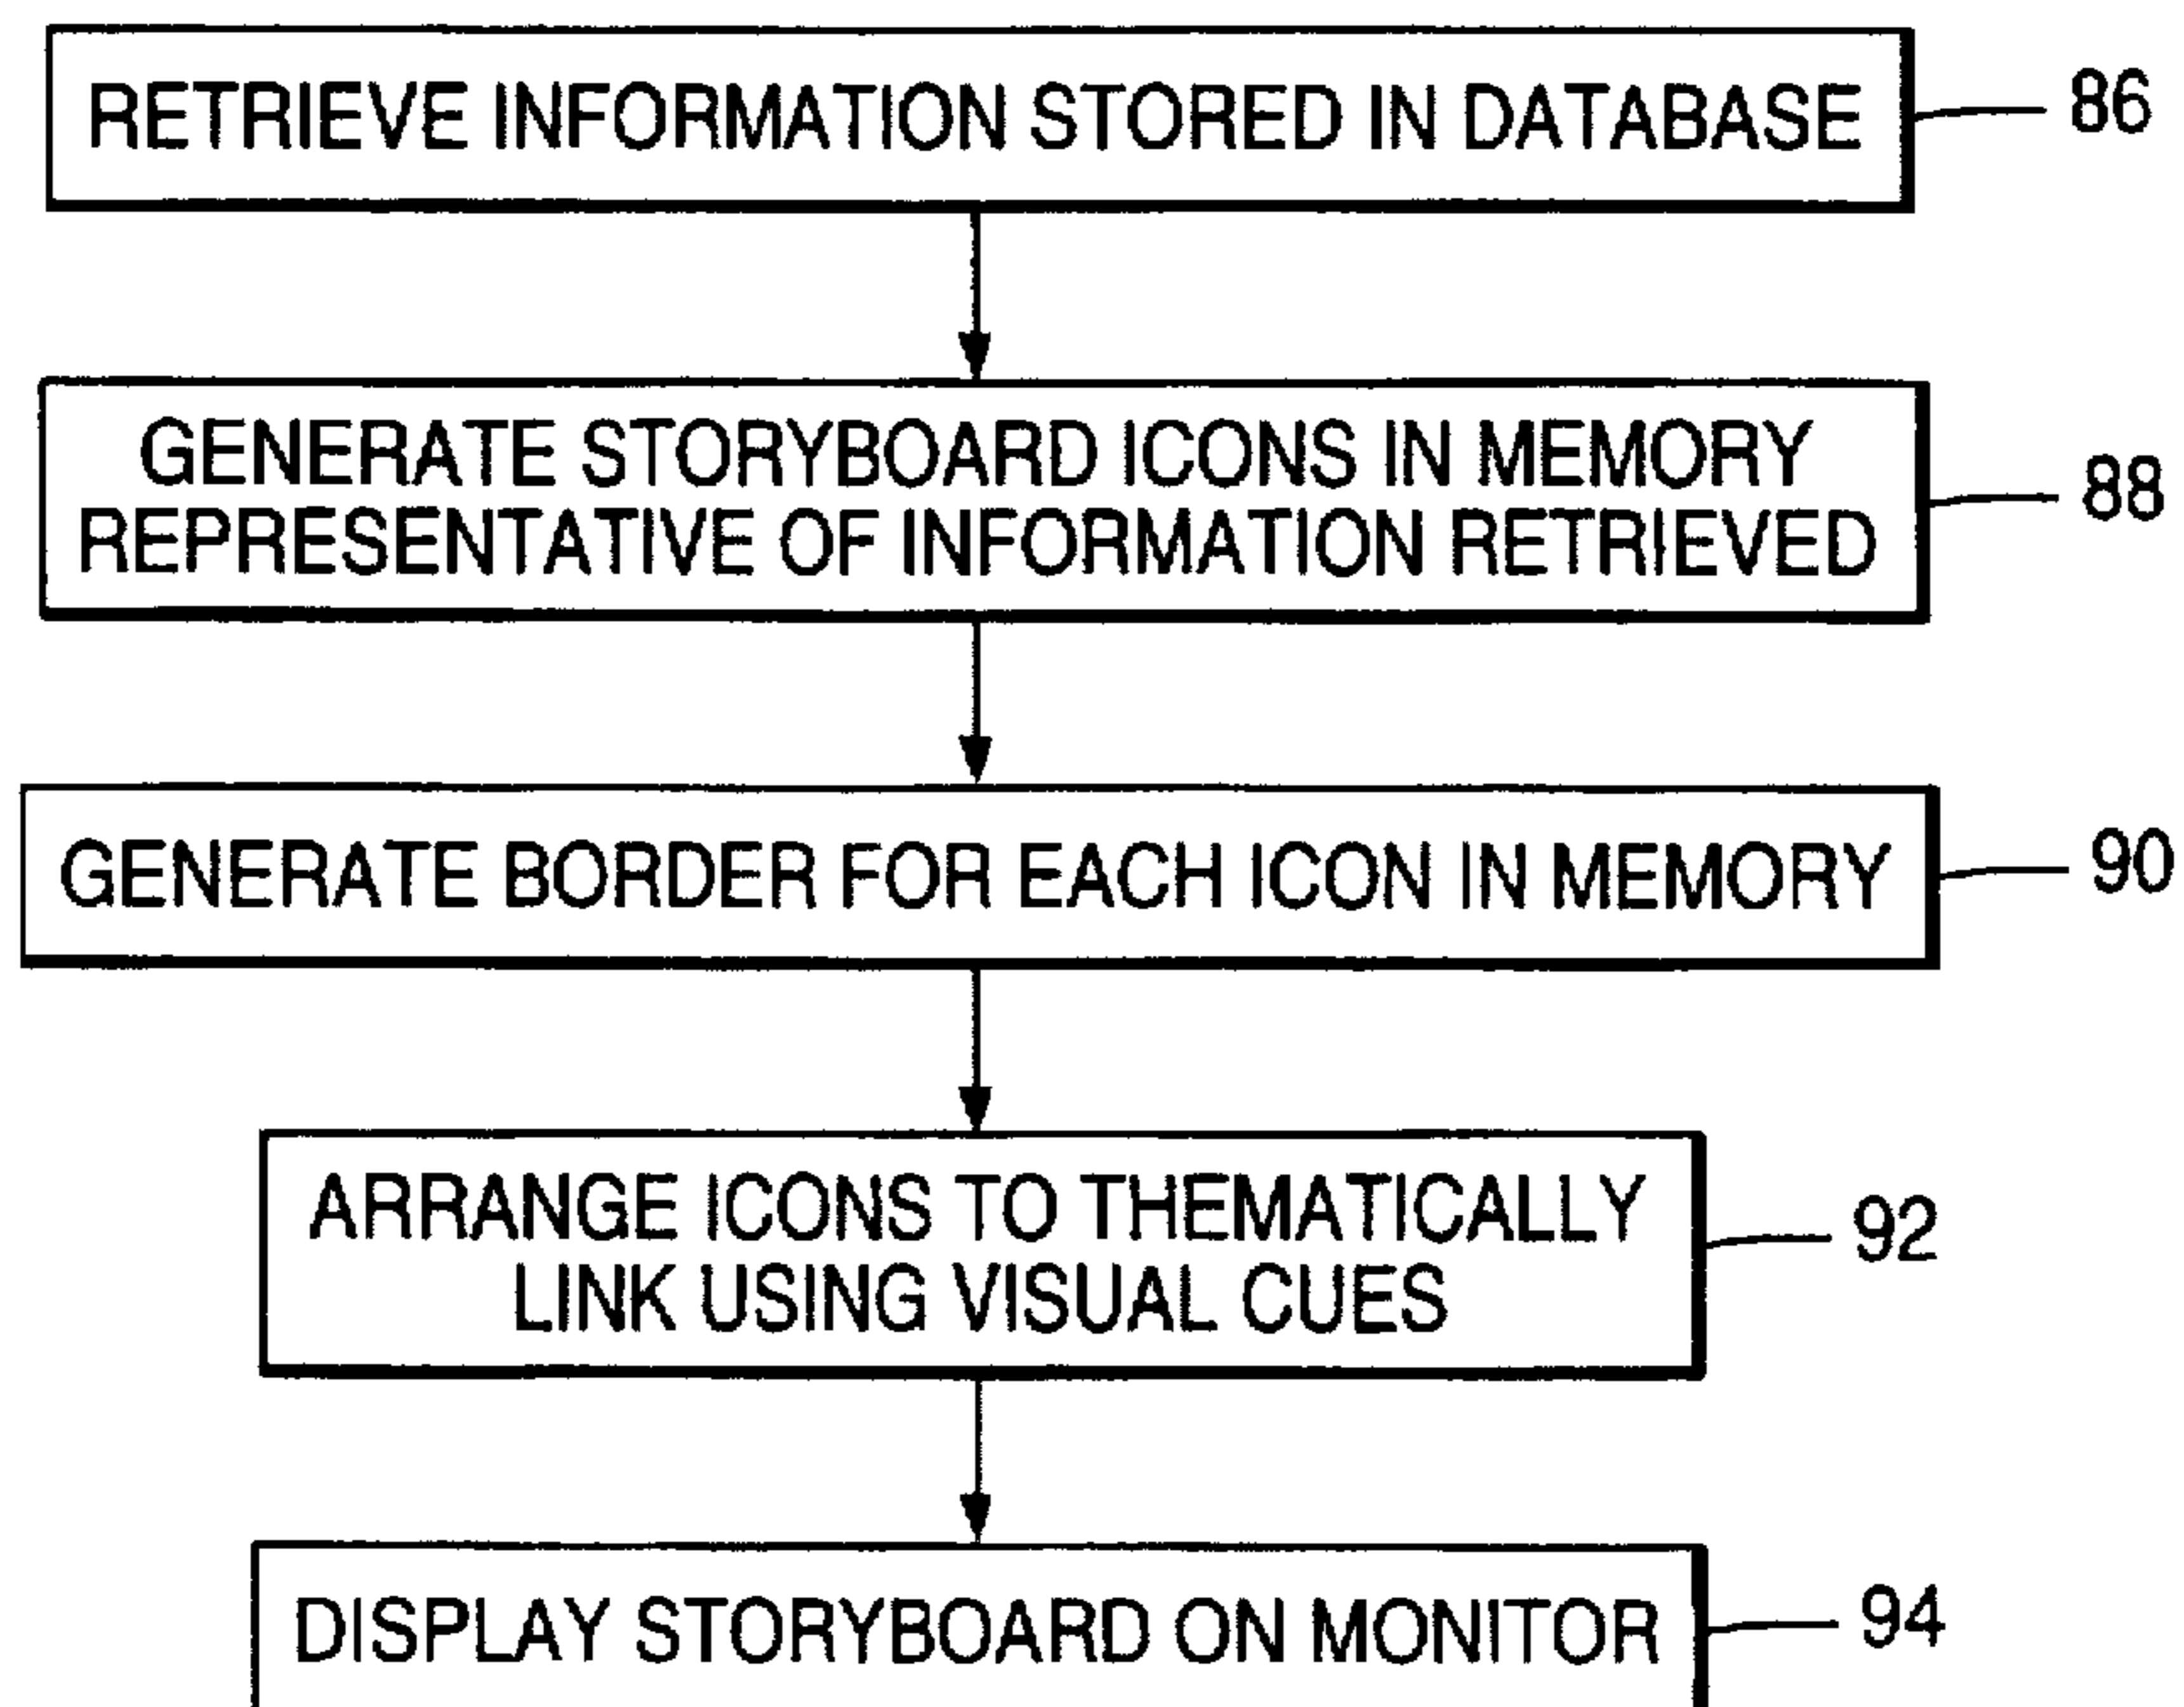 RETRIEVE INFORMATION STORED IN DATABASE
86
GENERATE STORYBOARD ICONS IN MEMORY
REPRESENTATIVE OF INFORMATION RETRIEVED
88
GENERATE BORDER FOR EACH ICON IN MEMORY
90
ARRANGE ICONS TO THEMATICALLY
LINK USING VISUAL CUES
92
DISPLAY STORYBOARD ON MONITOR
94